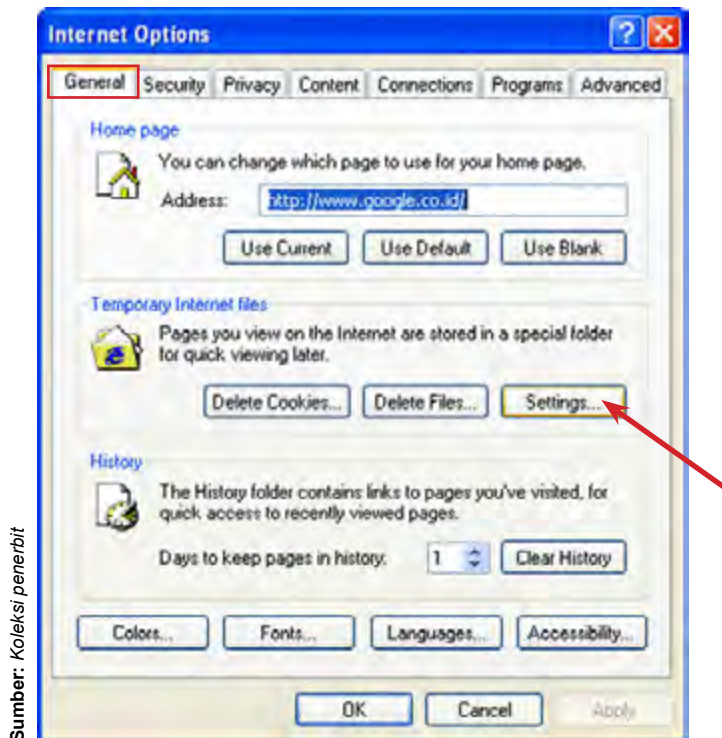 Internet Options
General Security Privacy Content Connections Programs Advanced
Home page
You can change which page to use for your home page.
Address: http://www.google.co.id/
Use Current Use Default Use Blank
Temporary Internet files
Pages you view on the Internet are stored in a special folder
for quick viewing later.
Delete Cookies... Delete Files... Settings...
History
The History folder contains links to pages you've visited, for
quick access to recently viewed pages.
Days to keep pages in history: 1 Clear History
Colors... Fonts... Languages... Accessibility...
OK Cancel Apply
Sumber: Koleksi penerbit